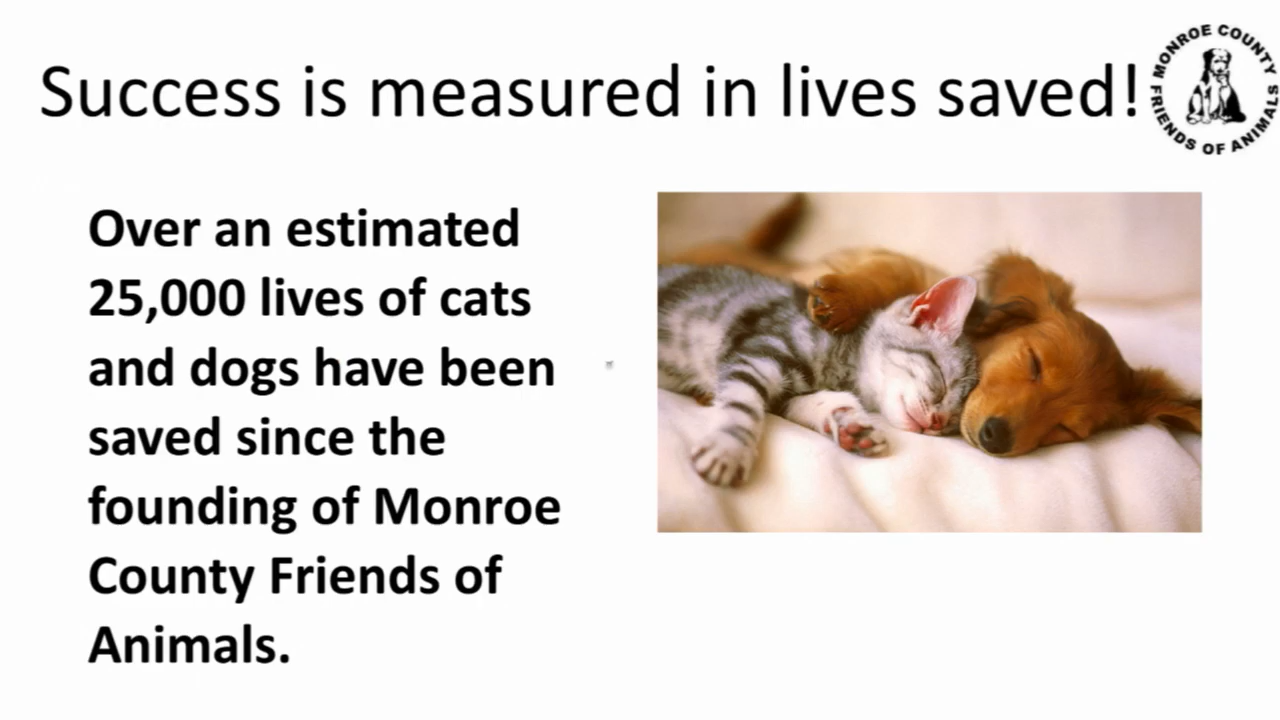 Success is measured in lives saved!
MONROE COUNTY
FRIENDS OF ANIMALS
Over an estimated
25,000 lives of cats
and dogs have been
saved since the
founding of Monroe
County Friends of
Animals.